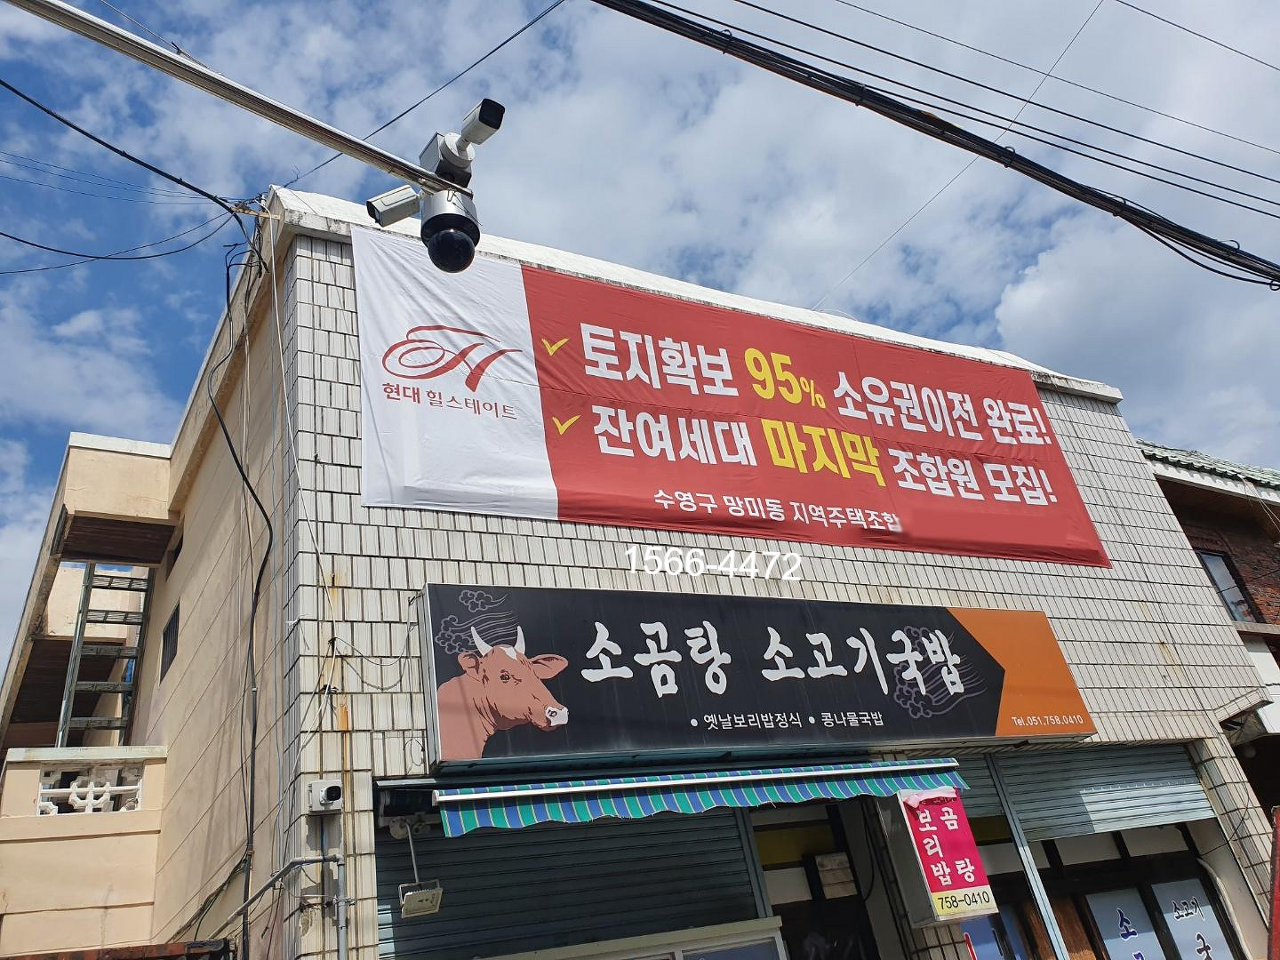 현대 힐스테이트
토지확보 95% 소유권이전 완료!
잔여세대 마지막 조합원 모집!
수영구 망미동 지역주택조합
1566-4472
소곰탕 소고기국밥
• 옛날보리밥정식 • 콩나물국밥
Tel.051.758.0410
곰탕
보리밥
758-0410
소고기